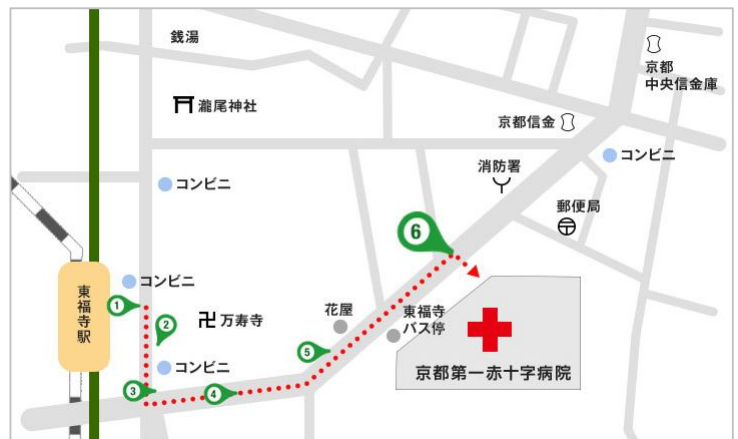 銭湯
京都
中央信金庫
瀧尾神社
京都信金
コンビニ
消防署
コンビニ
郵便局
6
コンビニ
1
東福寺駅
万寿寺
2
花屋
東福寺
バス停
5
コンビニ
3
4
京都第一赤十字病院